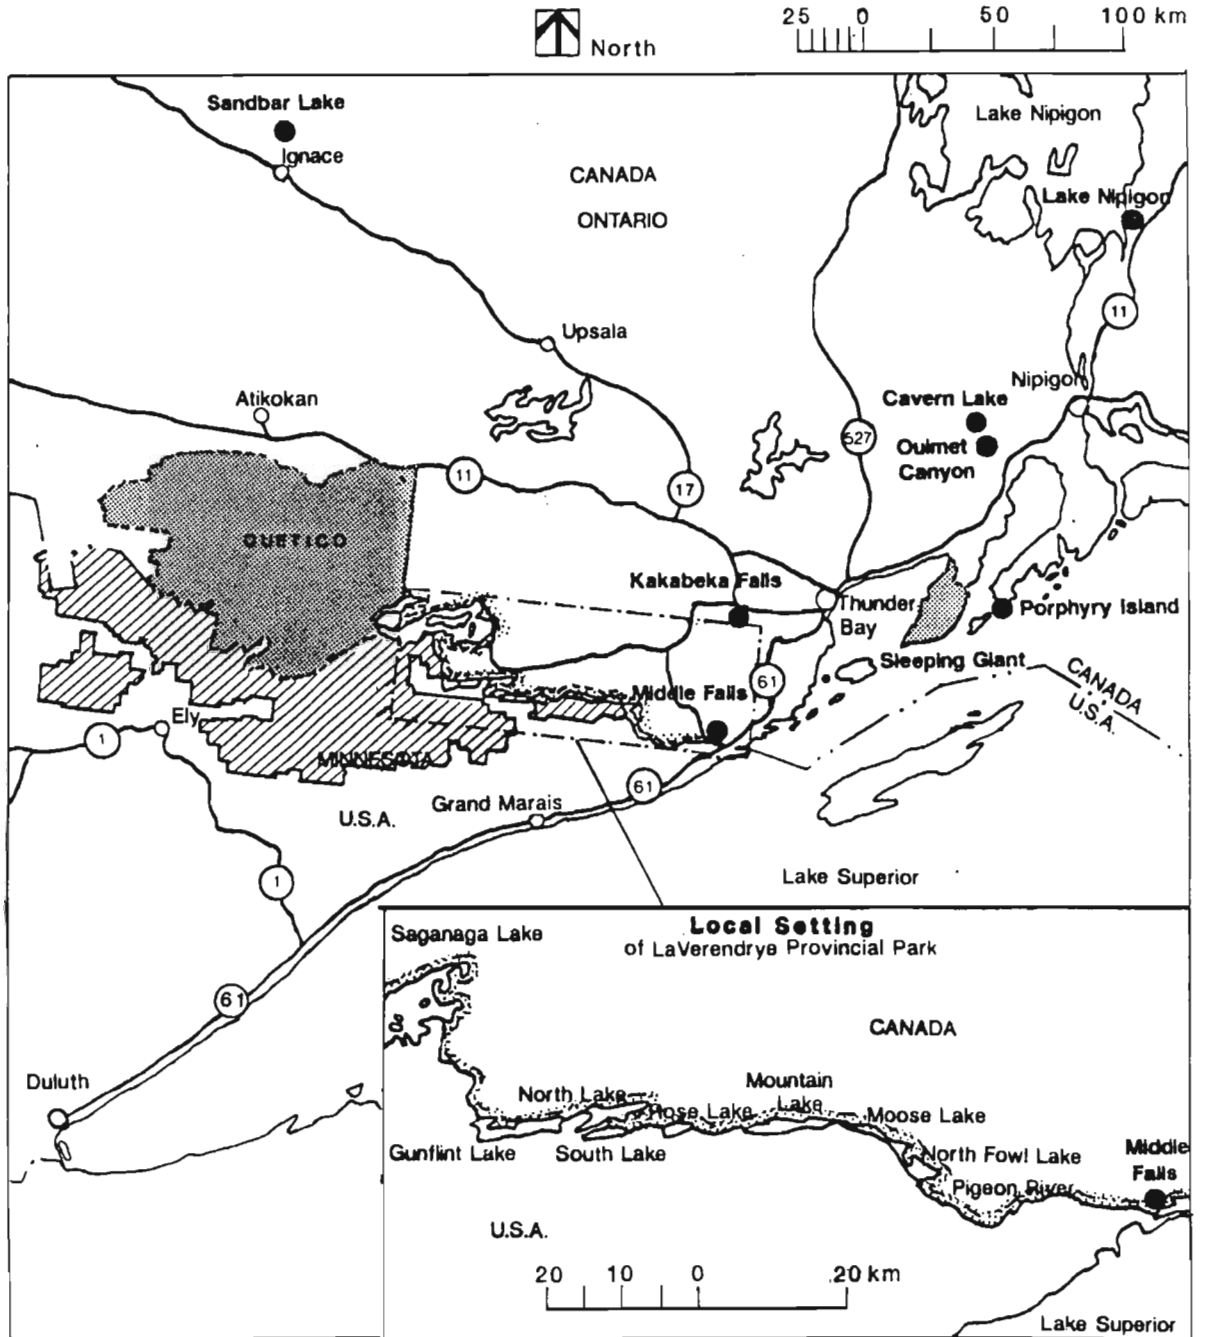 25 0 50 100 km
North
Sandbar Lake
Ignace
Lake Nipigon
CANADA
ONTARIO
Lake Nipigon
11
Upsala
Nipigon
Atikokan
Cavern Lake
527
Ouimet
Canyon
11
17
QUETICO
Kakabeka Falls
Thunder
Bay
Porphyry Island
Sleeping Giant
CANADA
U.S.A.
61
Middle Falls
Ely
1
MINNESOTA
61
Grand Marais
U.S.A.
Lake Superior
1
61
Duluth
Local Setting
of LaVerendrye Provincial Park
Saganaga Lake
CANADA
Mountain
Lake
North Lake
Rose Lake
Moose Lake
Gunflint Lake
South Lake
North Fowl Lake
Middle
Falls
Pigeon River
U.S.A.
20 10 0 20 km
Lake Superior